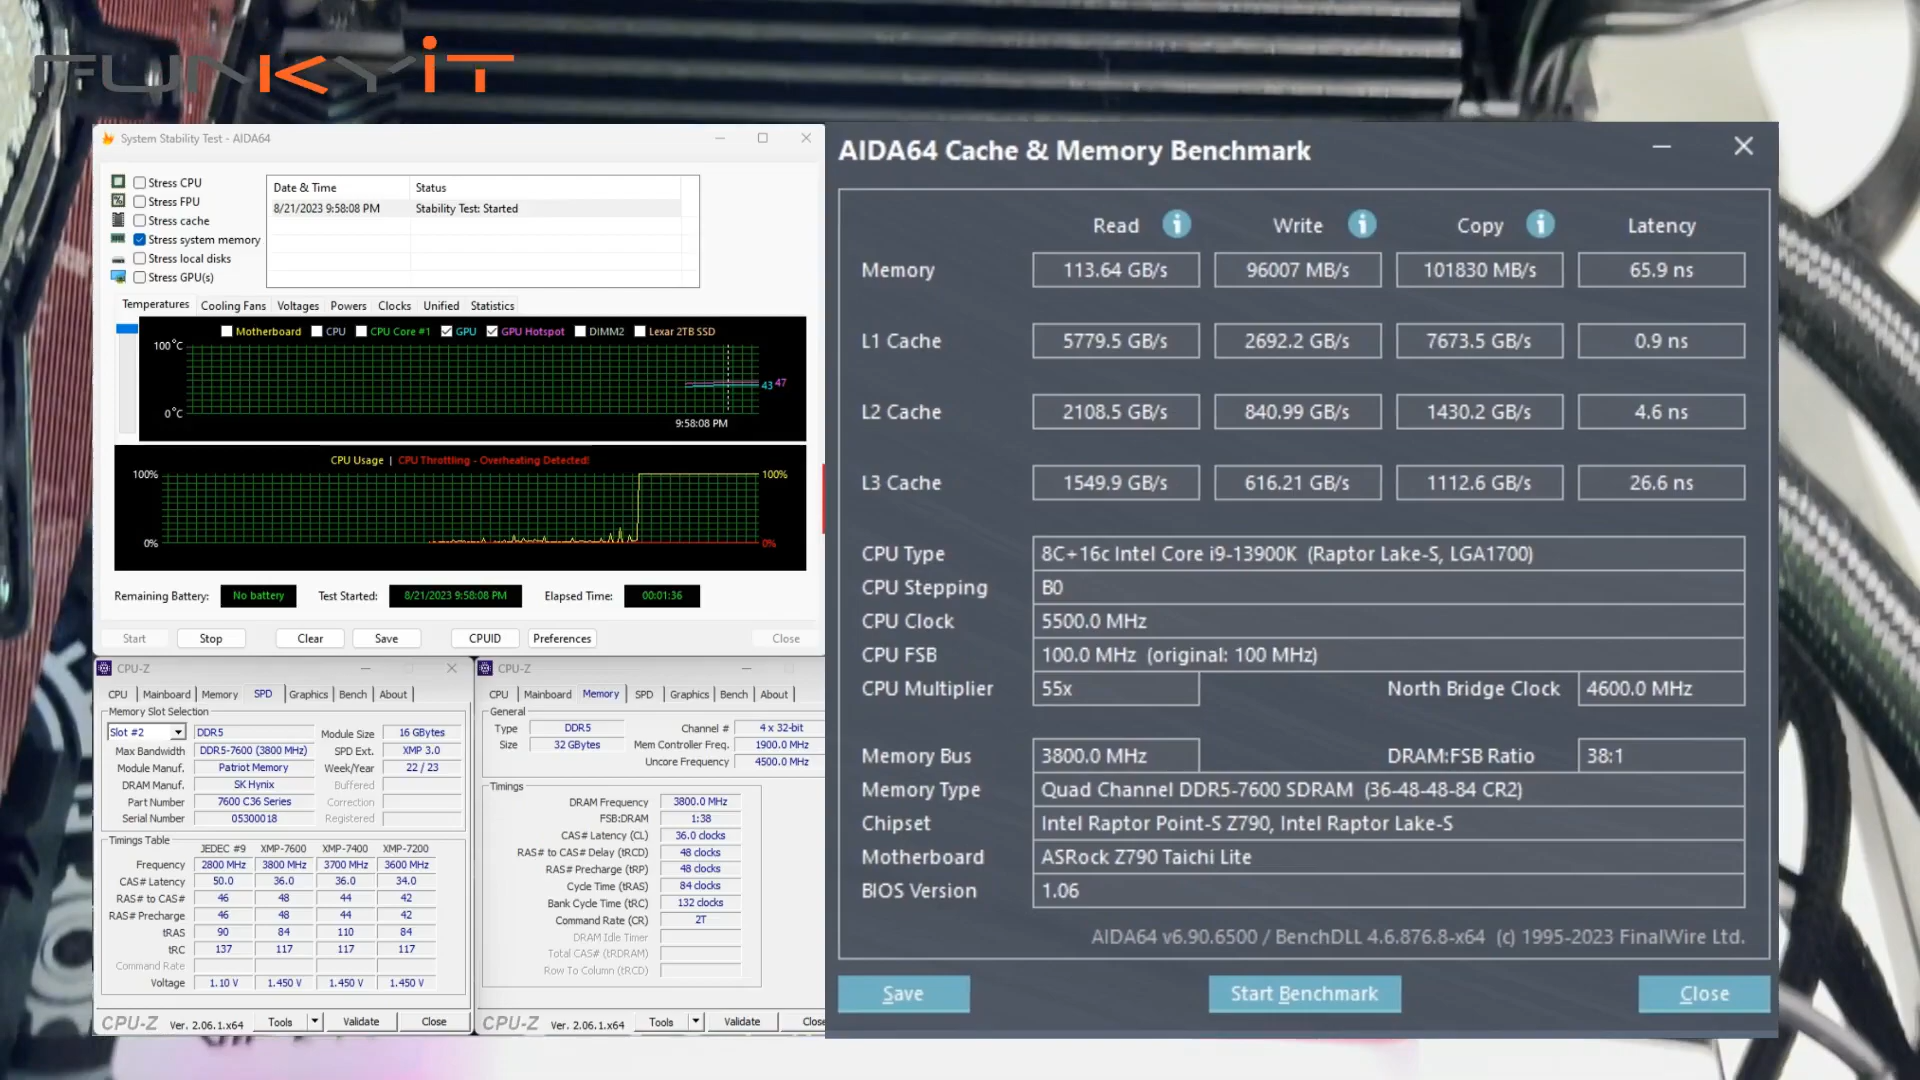 FUNKYIT
System Stability Test - AIDA64
Stress CPU
Stress FPU
Stress cache
Stress system memory
Stress local disks
Stress GPU(s)
Date & Time Status
8/21/2023 9:58:08 PM Stability Test: Started
Temperatures Cooling Fans Voltages Powers Clocks Unified Statistics
Motherboard CPU CPU Core #1 GPU GPU Hotspot DIMM2 Lexar 2TB SSD
100°C
43 47
0°C
9:58:08 PM
CPU Usage | CPU Throttling - Overheating Detected!
100% 100%
0% 0%
Remaining Battery: No battery Test Started: 8/21/2023 9:58:08 PM Elapsed Time: 00:01:36
Start Stop Clear Save CPUID Preferences Close
CPU-Z
CPU Mainboard Memory SPD Graphics Bench About
Memory Slot Selection
Slot #2 DDR5 Module Size 16 GBytes
Max Bandwidth DDR5-7600 (3800 MHz) SPD Ext. XMP 3.0
Module Manuf. Patriot Memory Week/Year 22 / 23
DRAM Manuf. SK Hynix Buffered
Part Number 7600 C36 Series Correction
Serial Number 05300018 Registered
Timings Table
JEDEC #9 XMP-7600 XMP-7400 XMP-7200
Frequency 2800 MHz 3800 MHz 3700 MHz 3600 MHz
CAS# Latency 50.0 36.0 36.0 34.0
RAS# to CAS# 46 48 44 42
RAS# Precharge 46 48 44 42
tRAS 90 84 110 84
tRC 137 117 117 117
Command Rate
Voltage 1.10 V 1.450 V 1.450 V 1.450 V
CPU-Z Ver. 2.06.1.x64 Tools Validate Close
CPU-Z
CPU Mainboard Memory SPD Graphics Bench About
General
Type DDR5 Channel # 4 x 32-bit
Size 32 GBytes Mem Controller Freq. 1900.0 MHz
Uncore Frequency 4500.0 MHz
Timings
DRAM Frequency 3800.0 MHz
FSB:DRAM 1:38
CAS# Latency (CL) 36.0 clocks
RAS# to CAS# Delay (tRCD) 48 clocks
RAS# Precharge (tRP) 48 clocks
Cycle Time (tRAS) 84 clocks
Bank Cycle Time (tRC) 132 clocks
Command Rate (CR) 2T
DRAM Idle Timer
Total CAS# (tRDRAM)
Row To Column (tRCD)
CPU-Z Ver. 2.06.1.x64 Tools Validate Close
AIDA64 Cache & Memory Benchmark
Read Write Copy Latency
Memory 113.64 GB/s 96007 MB/s 101830 MB/s 65.9 ns
L1 Cache 5779.5 GB/s 2692.2 GB/s 7673.5 GB/s 0.9 ns
L2 Cache 2108.5 GB/s 840.99 GB/s 1430.2 GB/s 4.6 ns
L3 Cache 1549.9 GB/s 616.21 GB/s 1112.6 GB/s 26.6 ns
CPU Type 8C+16c Intel Core i9-13900K (Raptor Lake-S, LGA1700)
CPU Stepping B0
CPU Clock 5500.0 MHz
CPU FSB 100.0 MHz (original: 100 MHz)
CPU Multiplier 55x North Bridge Clock 4600.0 MHz
Memory Bus 3800.0 MHz DRAM:FSB Ratio 38:1
Memory Type Quad Channel DDR5-7600 SDRAM (36-48-48-84 CR2)
Chipset Intel Raptor Point-S Z790, Intel Raptor Lake-S
Motherboard ASRock Z790 Taichi Lite
BIOS Version 1.06
AIDA64 v6.90.6500 / BenchDLL 4.6.876.8-x64 (c) 1995-2023 FinalWire Ltd.
Save Start Benchmark Close